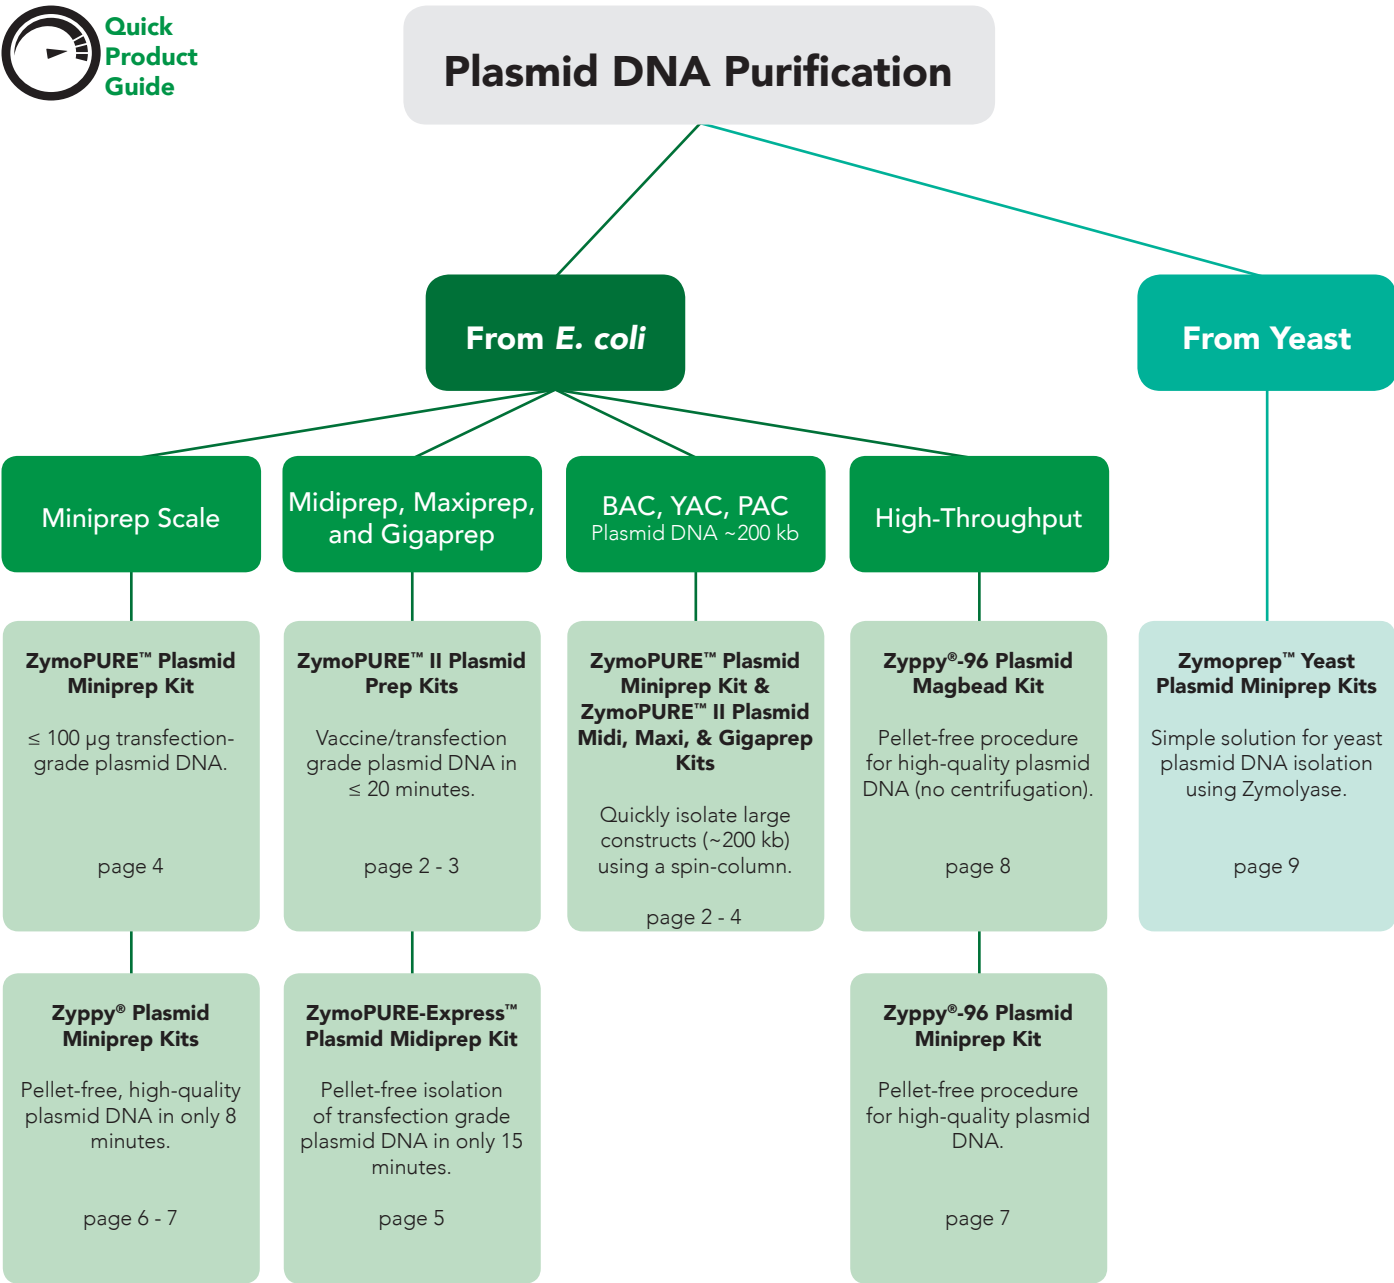 Quick
Product
Guide
Plasmid DNA Purification
From E. coli
From Yeast
Miniprep Scale
Midiprep, Maxiprep,
and Gigaprep
BAC, YAC, PAC
Plasmid DNA ~200 kb
High-Throughput
ZymoPURE™ Plasmid
Miniprep Kit
≤ 100 µg transfection-
grade plasmid DNA.
page 4
ZymoPURE™ II Plasmid
Prep Kits
Vaccine/transfection
grade plasmid DNA in
≤ 20 minutes.
page 2 - 3
ZymoPURE™ Plasmid
Miniprep Kit &
ZymoPURE™ II Plasmid
Midi, Maxi, & Gigaprep
Kits
Quickly isolate large
constructs (~200 kb)
using a spin-column.
page 2 - 4
Zyppy®-96 Plasmid
Magbead Kit
Pellet-free procedure
for high-quality plasmid
DNA (no centrifugation).
page 8
Zymoprep™ Yeast
Plasmid Miniprep Kits
Simple solution for yeast
plasmid DNA isolation
using Zymolyase.
page 9
Zyppy® Plasmid
Miniprep Kits
Pellet-free, high-quality
plasmid DNA in only 8
minutes.
page 6 - 7
ZymoPURE-Express™
Plasmid Midiprep Kit
Pellet-free isolation
of transfection grade
plasmid DNA in only 15
minutes.
page 5
Zyppy®-96 Plasmid
Miniprep Kit
Pellet-free procedure
for high-quality plasmid
DNA.
page 7